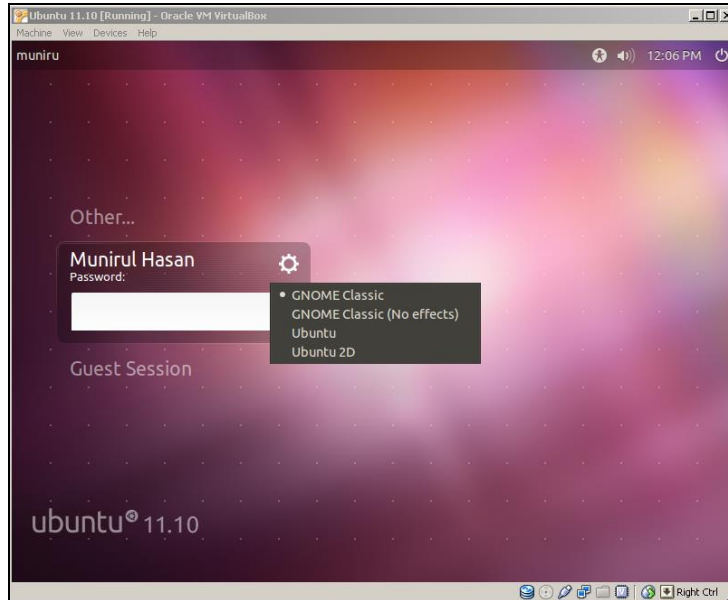 Ubuntu 11.10 [Running] - Oracle VM VirtualBox
Machine View Devices Help
muniru 12:06 PM
Other...
Munirul Hasan
Password:
GNOME Classic
GNOME Classic (No effects)
Ubuntu
Ubuntu 2D
Guest Session
ubuntu 11.10
Right Ctrl